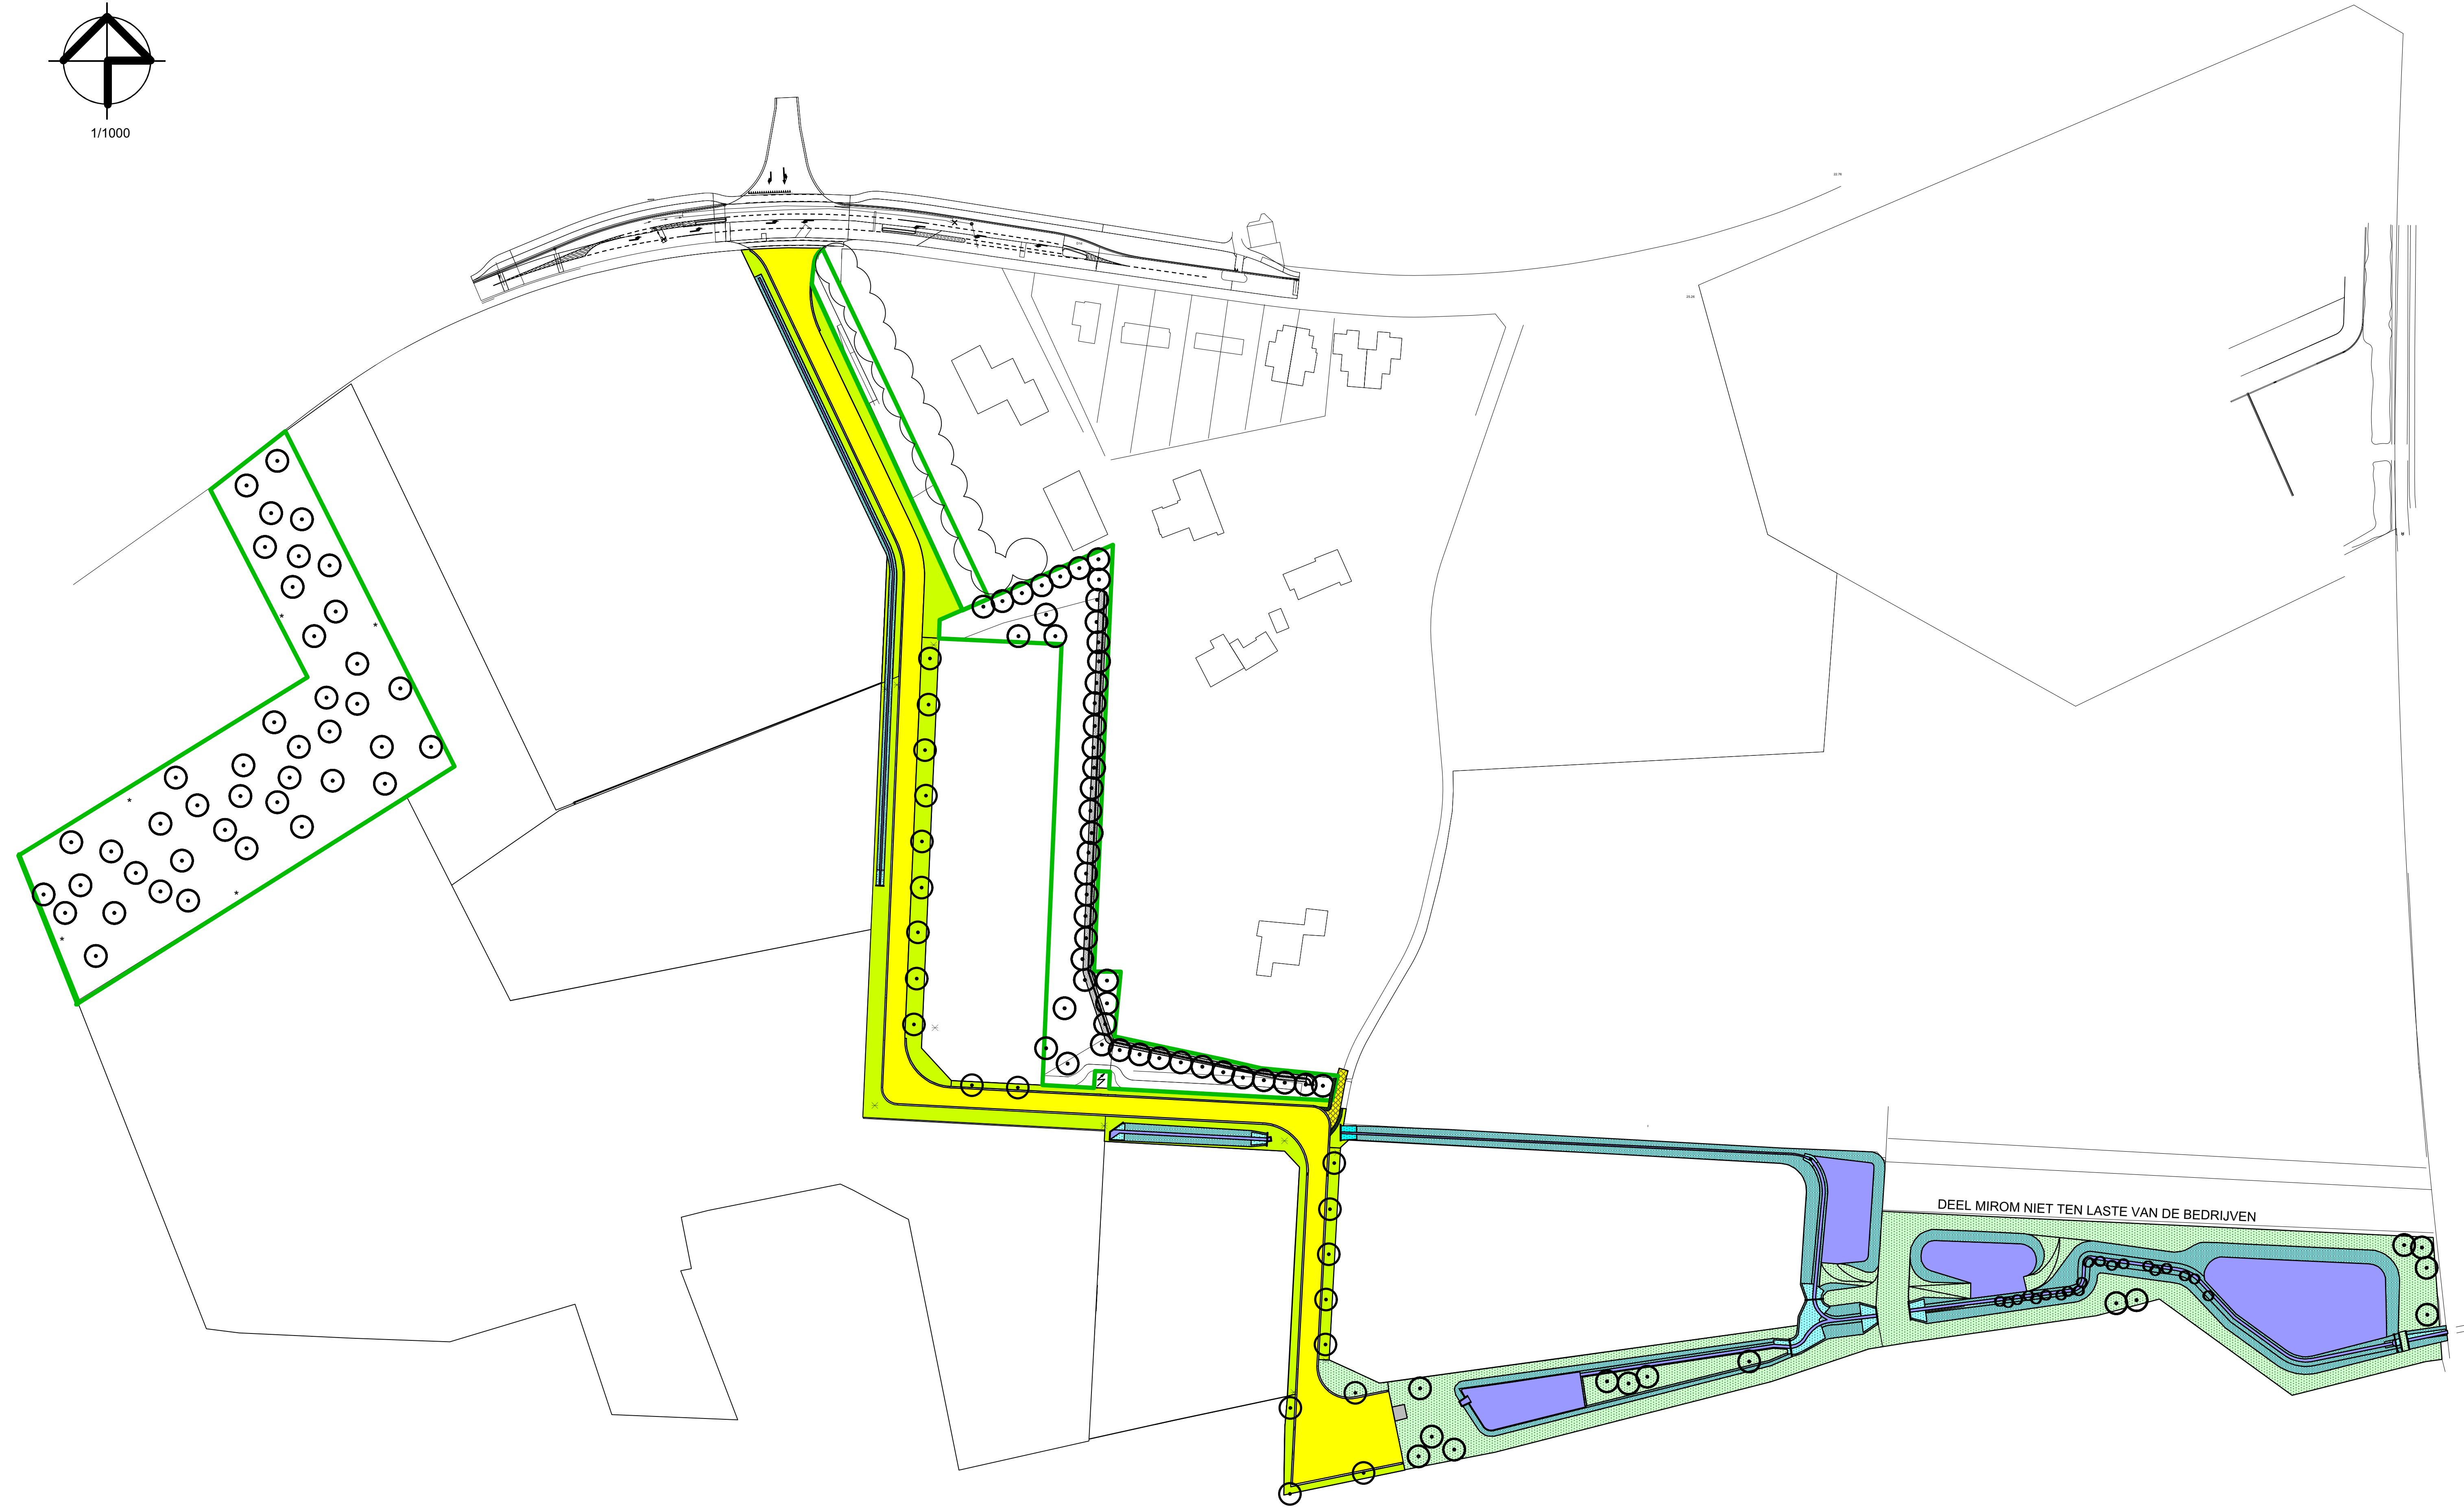 1/1000
DEEL MIROM NIET TEN LASTE VAN DE BEDRIJVEN